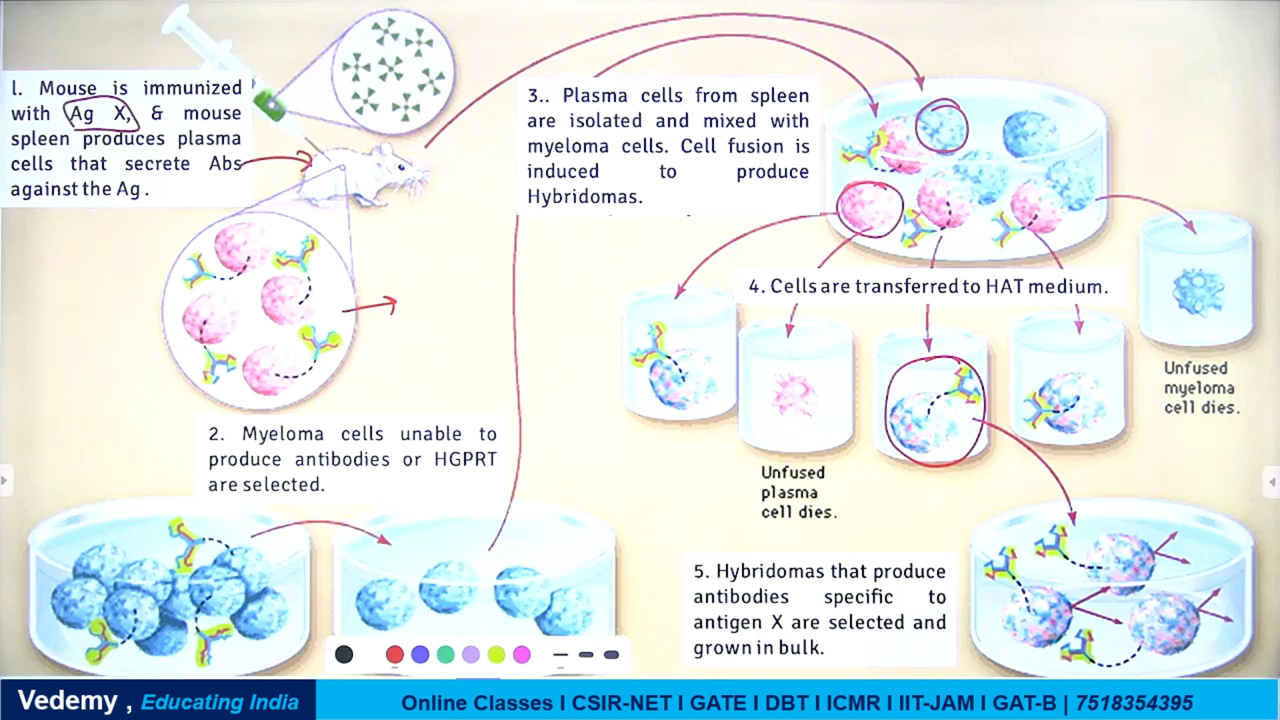 l. Mouse is immunized
with Ag X, & mouse
spleen produces plasma
cells that secrete Abs
against the Ag .
2. Myeloma cells unable to
produce antibodies or HGPRT
are selected.
3.. Plasma cells from spleen
are isolated and mixed with
myeloma cells. Cell fusion is
induced to produce
Hybridomas.
4. Cells are transferred to HAT medium.
Unfused
myeloma
cell dies.
Unfused
plasma
cell dies.
5. Hybridomas that produce
antibodies specific to
antigen X are selected and
grown in bulk.
Vedemy , Educating India
Online Classes I CSIR-NET I GATE I DBT I ICMR I IIT-JAM I GAT-B | 7518354395